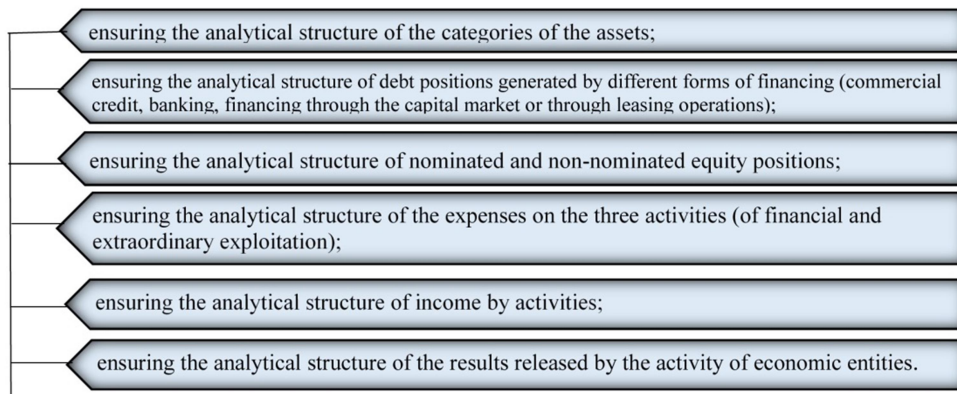 ensuring the analytical structure of the categories of the assets;
ensuring the analytical structure of debt positions generated by different forms of financing (commercial
credit, banking, financing through the capital market or through leasing operations);
ensuring the analytical structure of nominated and non-nominated equity positions;
ensuring the analytical structure of the expenses on the three activities (of financial and
extraordinary exploitation);
ensuring the analytical structure of income by activities;
ensuring the analytical structure of the results released by the activity of economic entities.